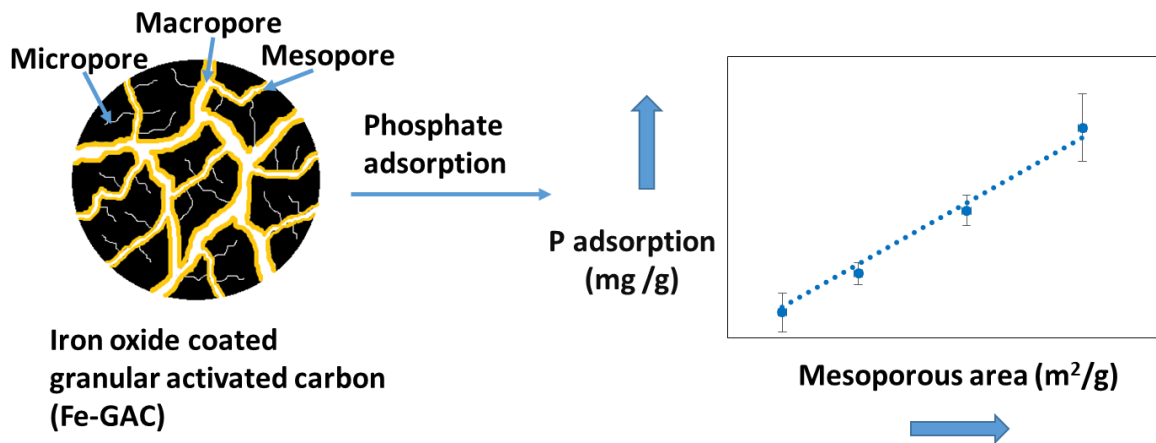 Macropore
Micropore
Mesopore
Phosphate
adsorption
Iron oxide coated
granular activated carbon
(Fe-GAC)
P adsorption
(mg /g)
Mesoporous area (m²/g)